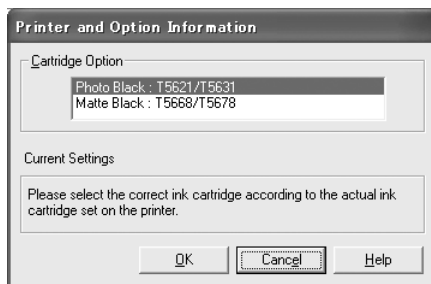 Printer and Option Information
Cartridge Option
Photo Black : T5621/T5631
Matte Black : T5668/T5678
Current Settings
Please select the correct ink cartridge according to the actual ink
cartridge set on the printer.
OK Cancel Help